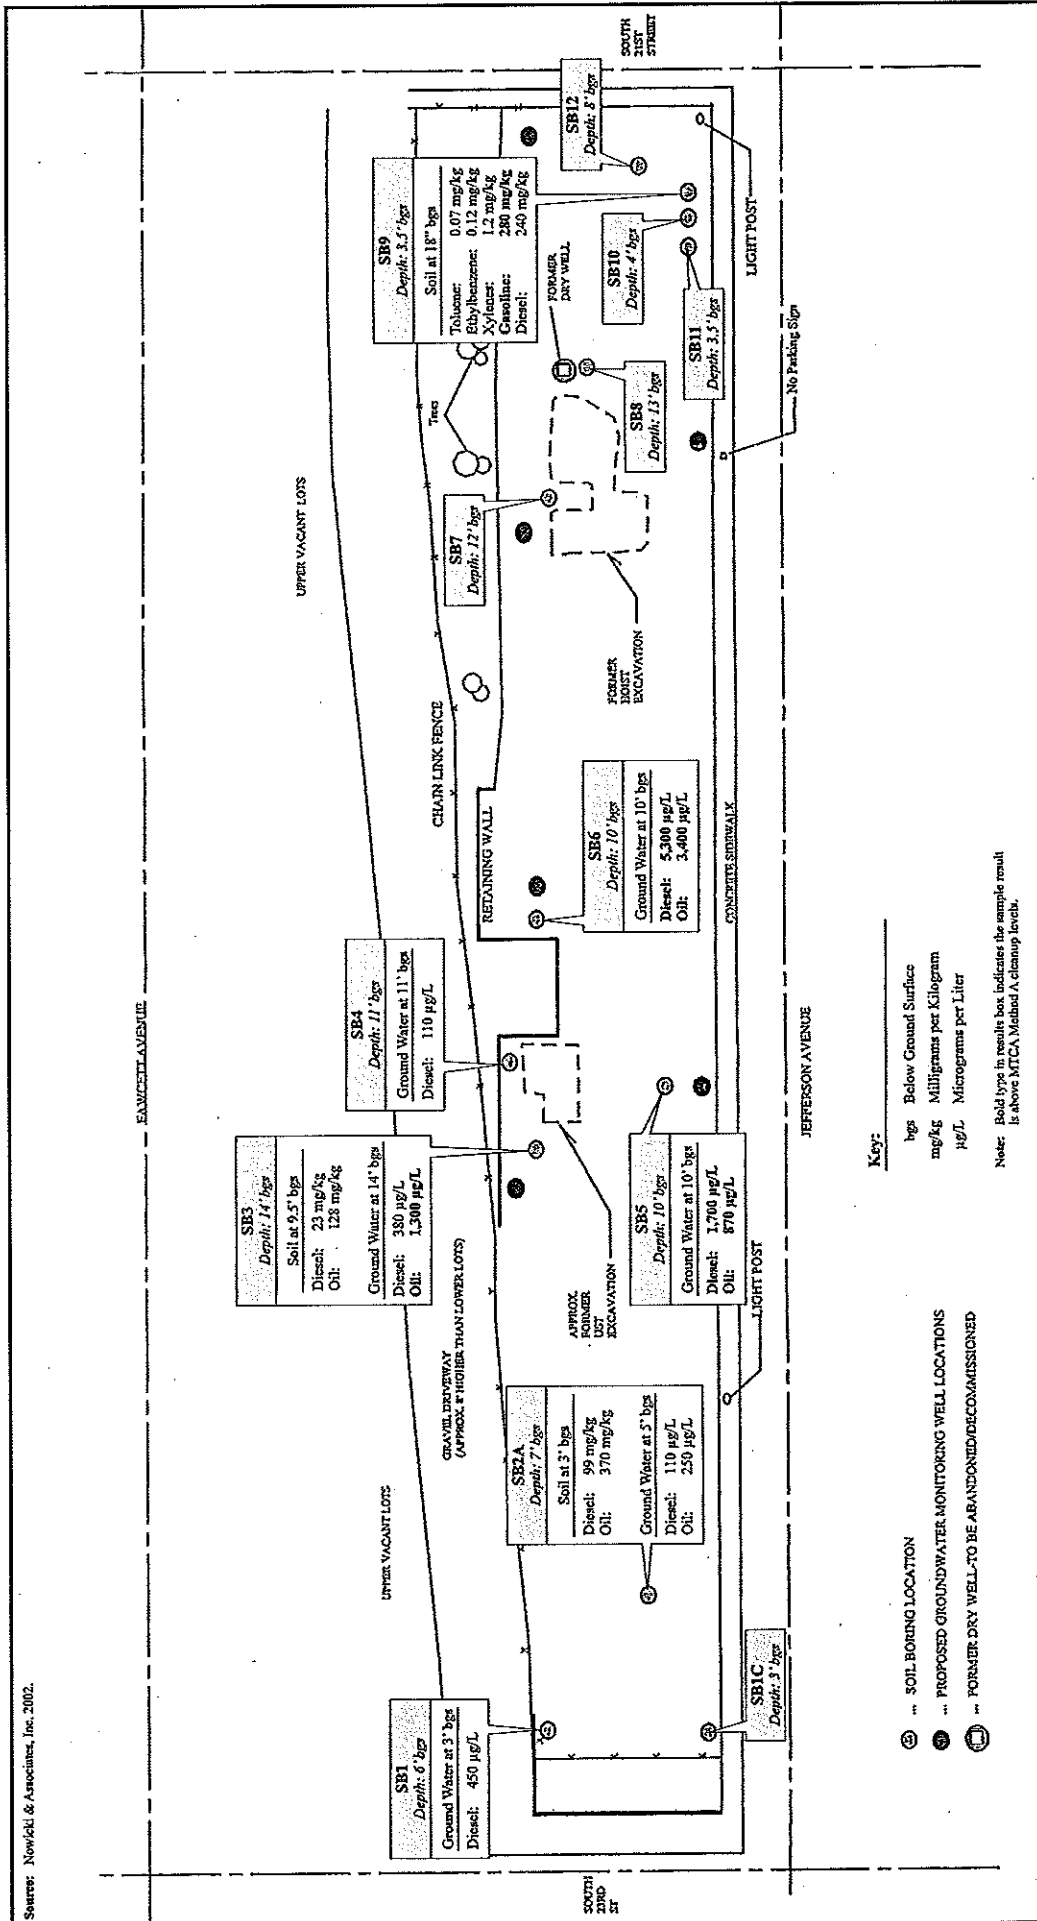 Source: Nowicki & Associates, Inc. 2002.
FAWCETT AVENUE
SOUTH
23RD
ST
SOUTH
21ST
STREET
UPPER VACANT LOTS
UPPER VACANT LOTS
GRAVEL DRIVEWAY
(APPROX. 8' HIGHER THAN LOWER LOTS)
CHAIN LINK FENCE
RETAINING WALL
Trees
SB1
Depth: 6' bgs
Ground Water at 3' bgs
Diesel: 450 µg/L
SB1C
Depth: 3' bgs
SB2A
Depth: 7' bgs
Soil at 3' bgs
Diesel: 99 mg/kg
Oil: 370 mg/kg
Ground Water at 5' bgs
Diesel: 110 µg/L
Oil: 250 µg/L
SB3
Depth: 14' bgs
Soil at 9.5' bgs
Diesel: 23 mg/kg
Oil: 128 mg/kg
Ground Water at 14' bgs
Diesel: 380 µg/L
Oil: 1,300 µg/L
SB4
Depth: 11' bgs
Ground Water at 11' bgs
Diesel: 110 µg/L
APPROX.
FORMER
UST
EXCAVATION
SB5
Depth: 10' bgs
Ground Water at 10' bgs
Diesel: 1,700 µg/L
Oil: 870 µg/L
SB6
Depth: 10' bgs
Ground Water at 10' bgs
Diesel: 5,300 µg/L
Oil: 3,400 µg/L
SB7
Depth: 12' bgs
FORMER
HOIST
EXCAVATION
SB8
Depth: 13' bgs
FORMER
DRY WELL
SB9
Depth: 3.5' bgs
Soil at 18" bgs
Toluene: 0.07 mg/kg
Ethylbenzene: 0.12 mg/kg
Xylenes: 1.2 mg/kg
Gasoline: 280 mg/kg
Diesel: 240 mg/kg
SB10
Depth: 4' bgs
SB11
Depth: 3.5' bgs
SB12
Depth: 8' bgs
LIGHT POST
LIGHT POST
No Parking Sign
CONCRETE SIDEWALK
JEFFERSON AVENUE
... SOIL BORING LOCATION
... PROPOSED GROUNDWATER MONITORING WELL LOCATIONS
... FORMER DRY WELL-TO BE ABANDONED/DECOMMISSIONED
Key:
bgs Below Ground Surface
mg/kg Milligrams per Kilogram
µg/L Micrograms per Liter
Note: Bold type in results box indicates the sample result
is above MTCA Method A cleanup levels.